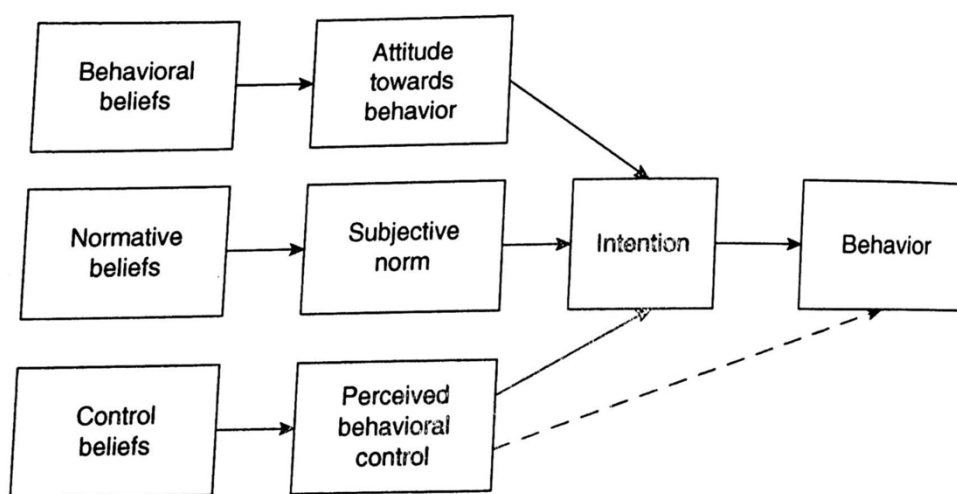 Behavioral
beliefs
Attitude
towards
behavior
Normative
beliefs
Subjective
norm
Intention
Behavior
Control
beliefs
Perceived
behavioral
control